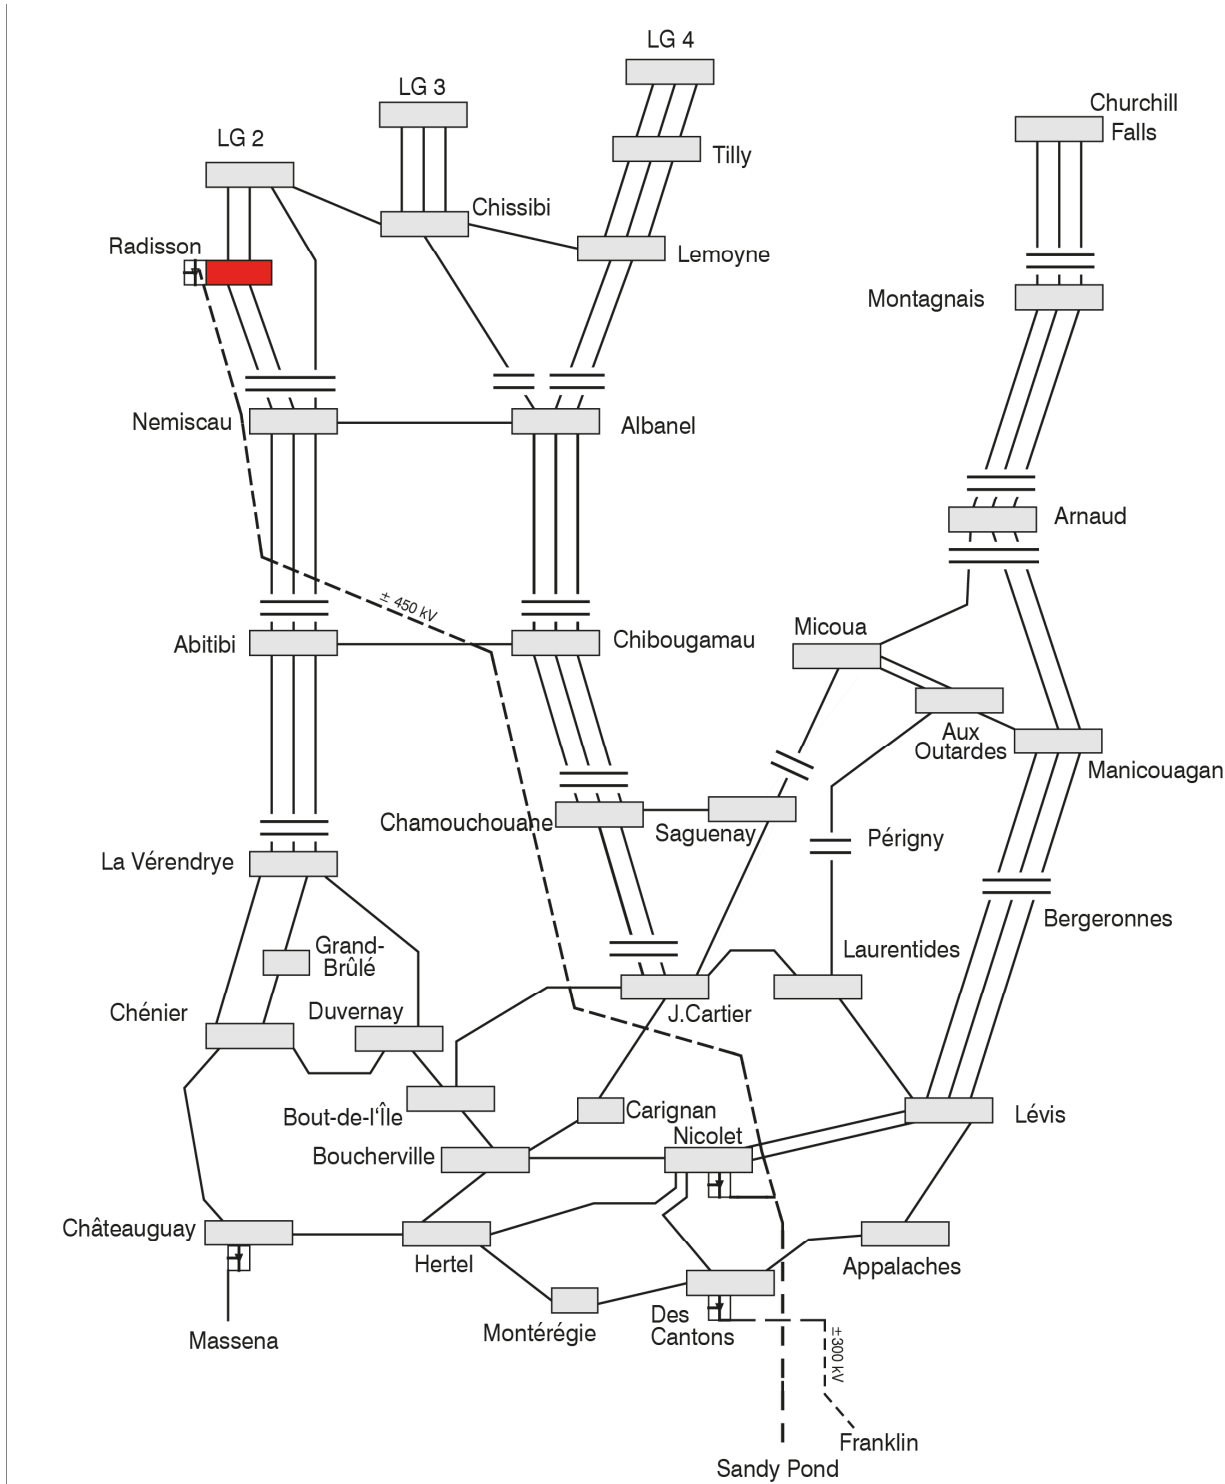 LG 4
LG 3
Churchill
Falls
LG 2
Tilly
Chissibi
Radisson
Lemoyne
Montagnais
Nemiscau
Albanel
Arnaud
± 450 kV
Micoua
Abitibi
Chibougamau
Aux
Outardes
Manicouagan
Chamouchouane
Saguenay
Périgny
La Vérendrye
Bergeronnes
Grand-
Brûlé
Laurentides
Chénier
Duvernay
J.Cartier
Bout-de-l'Île
Carignan
Lévis
Nicolet
Boucherville
Châteauguay
Hertel
Appalaches
Montérégie
Des
Cantons
Massena
±300 kV
Franklin
Sandy Pond